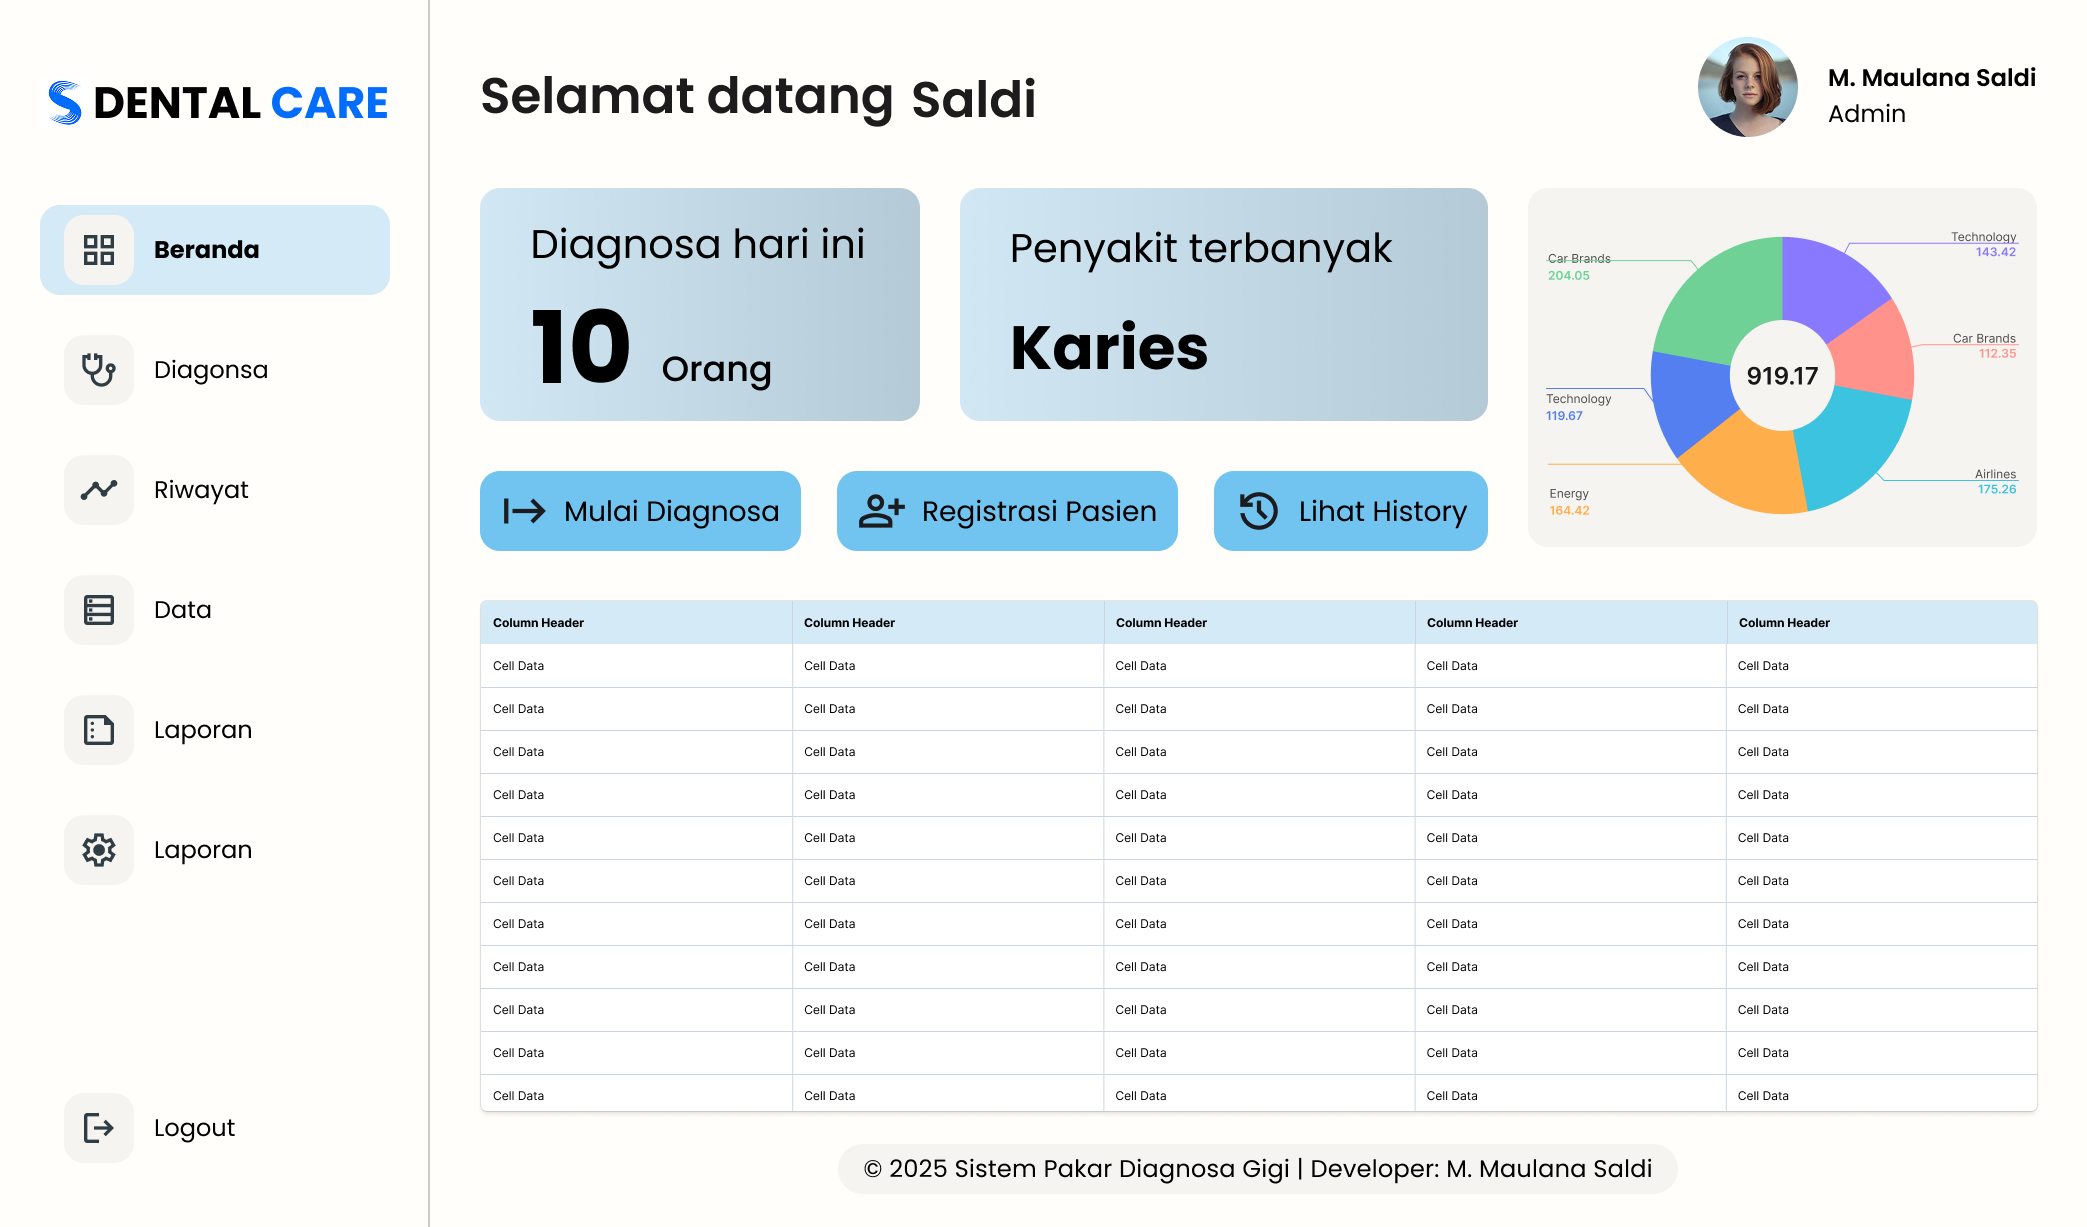 DENTAL CARE
Beranda
Diagonsa
Riwayat
Data
Laporan
Laporan
Logout
Selamat datang Saldi
M. Maulana Saldi
Admin
Diagnosa hari ini
10 Orang
Penyakit terbanyak
Karies
Mulai Diagnosa
Registrasi Pasien
Lihat History
Technology
143.42
Car Brands
204.05
Car Brands
112.35
919.17
Technology
119.67
Airlines
175.26
Energy
164.42
Column Header Column Header Column Header Column Header Column Header
Cell Data Cell Data Cell Data Cell Data Cell Data
Cell Data Cell Data Cell Data Cell Data Cell Data
Cell Data Cell Data Cell Data Cell Data Cell Data
Cell Data Cell Data Cell Data Cell Data Cell Data
Cell Data Cell Data Cell Data Cell Data Cell Data
Cell Data Cell Data Cell Data Cell Data Cell Data
Cell Data Cell Data Cell Data Cell Data Cell Data
Cell Data Cell Data Cell Data Cell Data Cell Data
Cell Data Cell Data Cell Data Cell Data Cell Data
Cell Data Cell Data Cell Data Cell Data Cell Data
Cell Data Cell Data Cell Data Cell Data Cell Data
© 2025 Sistem Pakar Diagnosa Gigi | Developer: M. Maulana Saldi